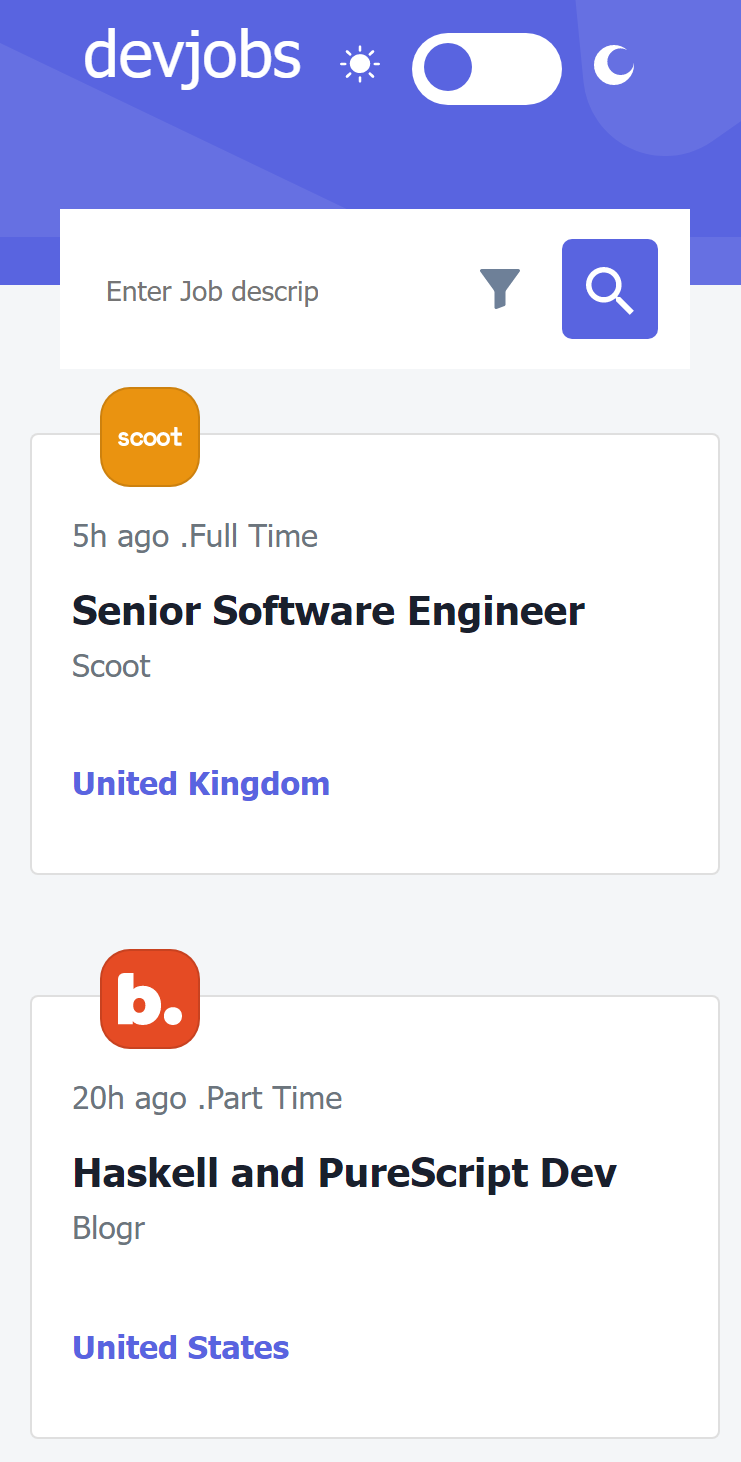 devjobs
Enter Job descrip
scoot
5h ago .Full Time
Senior Software Engineer
Scoot
United Kingdom
b.
20h ago .Part Time
Haskell and PureScript Dev
Blogr
United States